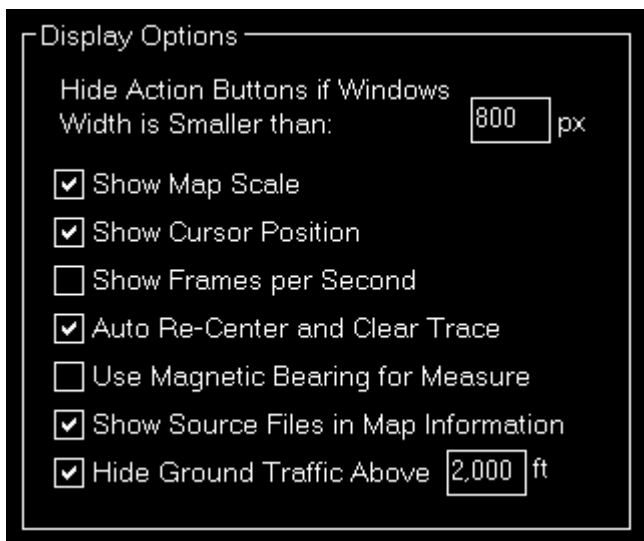 Display Options
Hide Action Buttons if Windows
Width is Smaller than: 800 px
Show Map Scale
Show Cursor Position
Show Frames per Second
Auto Re-Center and Clear Trace
Use Magnetic Bearing for Measure
Show Source Files in Map Information
Hide Ground Traffic Above 2,000 ft